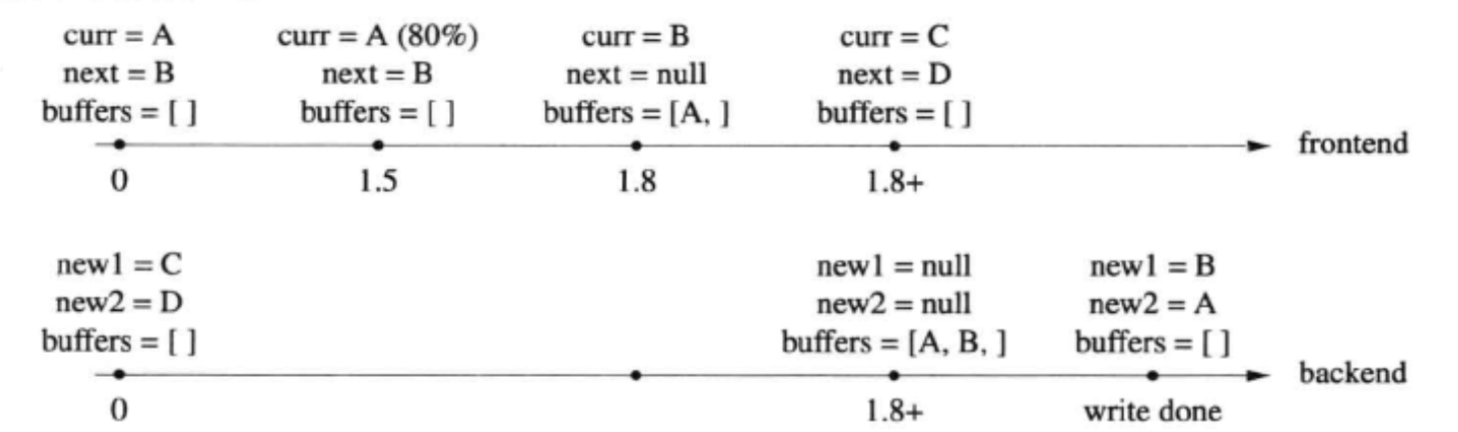 curr = A curr = A (80%) curr = B curr = C
next = B next = B next = null next = D
buffers = [ ] buffers = [ ] buffers = [A, ] buffers = [ ]
frontend
0 1.5 1.8 1.8+
new1 = C new1 = null new1 = B
new2 = D new2 = null new2 = A
buffers = [ ] buffers = [A, B, ] buffers = [ ]
backend
0 1.8+ write done